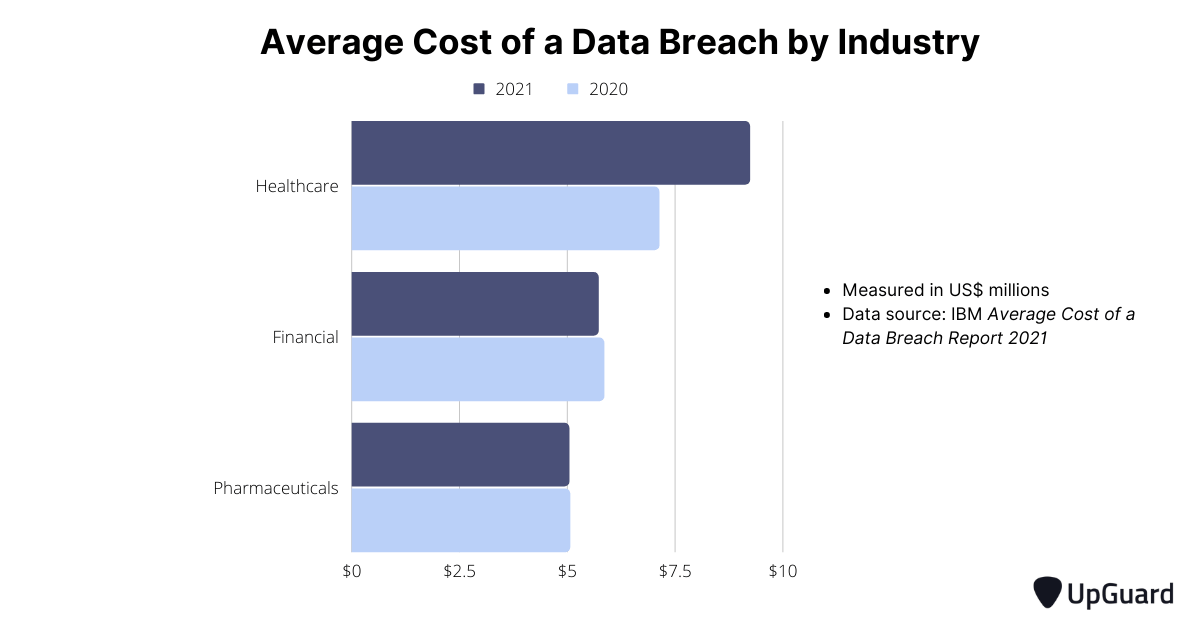 Average Cost of a Data Breach by Industry
2021 2020
Healthcare
Financial
Pharmaceuticals
$0 $2.5 $5 $7.5 $10
• Measured in US$ millions
• Data source: IBM Average Cost of a
Data Breach Report 2021
UpGuard